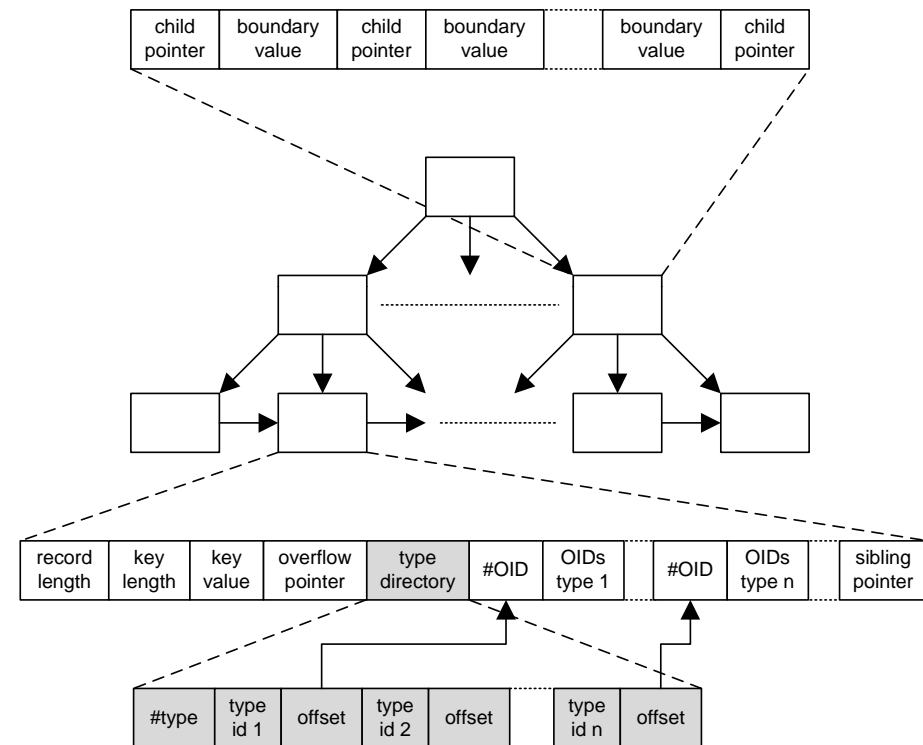 child pointer
boundary value
child pointer
boundary value
boundary value
child pointer
record length
key length
key value
overflow pointer
type directory
#OID
OIDs type 1
#OID
OIDs type n
sibling pointer
#type
type id 1
offset
type id 2
offset
type id n
offset